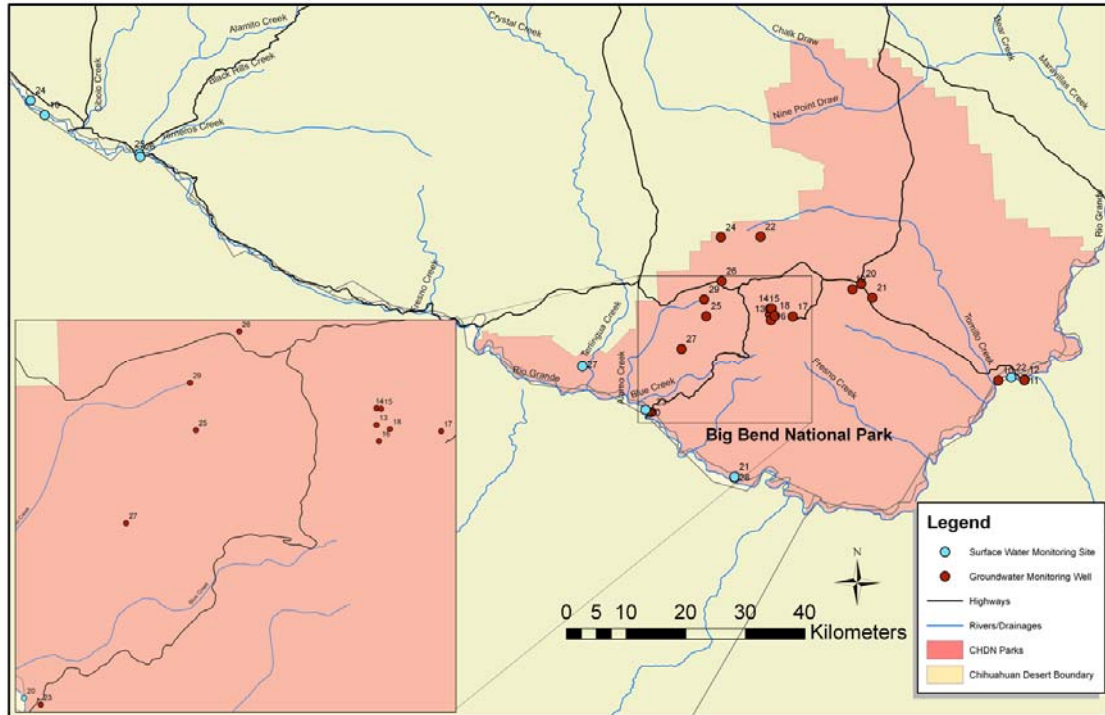 Crystal Creek
Alamito Creek
Chalk Draw
Bear Creek
Maravillas Creek
Black Hills Creek
Cibolo Creek
24
Nine Point Draw
Terneros Creek
Rio Grande
24
22
26
20
29
14 15
21
25
13
18
17
Fresno Creek
Terlingua Creek
27
27
Tornillo Creek
Rio Grande
Alamo Creek
Blue Creek
Fresno Creek
22
12
11
Big Bend National Park
21
28
26
29
14 15
13
18
17
25
16
27
Blue Creek
20
23
N
0 5 10 20 30 40
Kilometers
Legend
Surface Water Monitoring Site
Groundwater Monitoring Well
Highways
Rivers/Drainages
CHDN Parks
Chihuahuan Desert Boundary